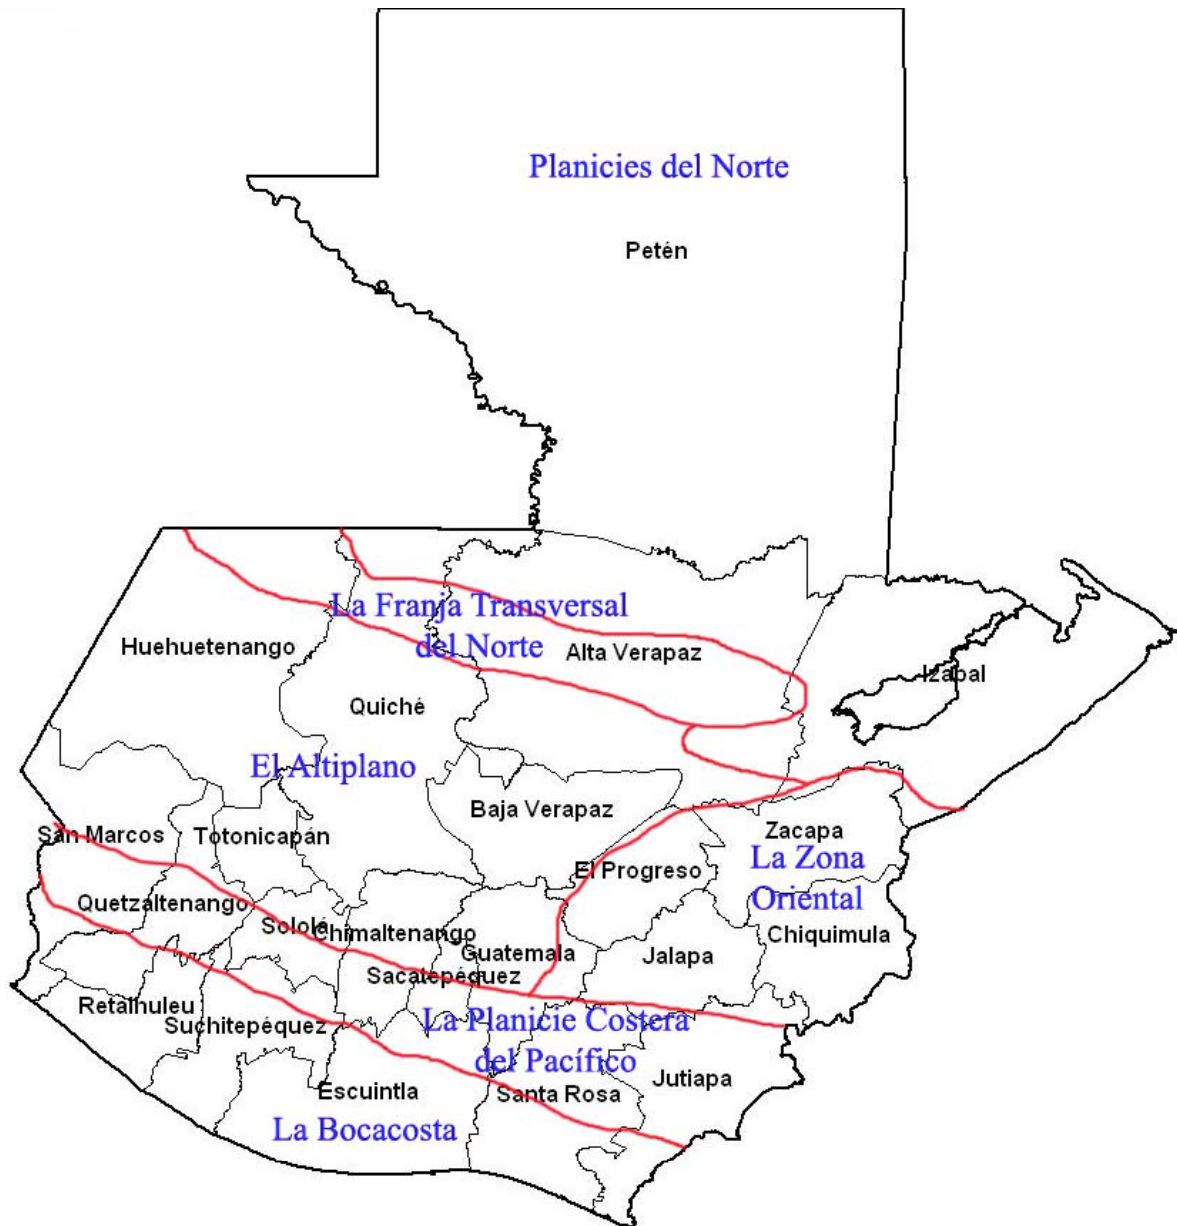 Planicies del Norte
Petén
La Franja Transversal
del Norte
Huehuetenango
Alta Verapaz
Izabal
Quiché
El Altiplano
Baja Verapaz
San Marcos
Totonicapán
Zacapa
La Zona
Oriental
El Progreso
Quetzaltenango
Sololá
Chimaltenango
Guatemala
Chiquimula
Jalapa
Sacatepéquez
Retalhuleu
Suchitepéquez
La Planicie Costera
del Pacífico
Jutiapa
Escuintla
Santa Rosa
La Bocacosta